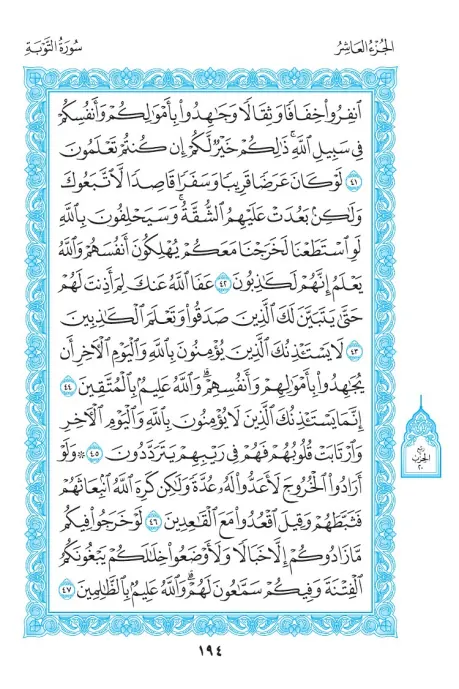 الجُزْءُ العَاشِرُ
سُورَةُ التَّوْبَةِ
ٱنفِرُواْ خِفَافٗا وَثِقَالٗا وَجَٰهِدُواْ بِأَمۡوَٰلِكُمۡ وَأَنفُسِكُمۡ
فِي سَبِيلِ ٱللَّهِۚ ذَٰلِكُمۡ خَيۡرٞ لَّكُمۡ إِن كُنتُمۡ تَعۡلَمُونَ
٤١ لَوۡ كَانَ عَرَضٗا قَرِيبٗا وَسَفَرٗا قَاصِدٗا لَّٱتَّبَعُوكَ
وَلَٰكِنۢ بَعُدَتۡ عَلَيۡهِمُ ٱلشُّقَّةُۚ وَسَيَحۡلِفُونَ بِٱللَّهِ
لَوِ ٱسۡتَطَعۡنَا لَخَرَجۡنَا مَعَكُمۡ يُهۡلِكُونَ أَنفُسَهُمۡ وَٱللَّهُ
يَعۡلَمُ إِنَّهُمۡ لَكَٰذِبُونَ ٤٢ عَفَا ٱللَّهُ عَنكَ لِمَ أَذِنتَ لَهُمۡ
حَتَّىٰ يَتَبَيَّنَ لَكَ ٱلَّذِينَ صَدَقُواْ وَتَعۡلَمَ ٱلۡكَٰذِبِينَ
٤٣ لَا يَسۡتَـٔۡذِنُكَ ٱلَّذِينَ يُؤۡمِنُونَ بِٱللَّهِ وَٱلۡيَوۡمِ ٱلۡأٓخِرِ أَن
يُجَٰهِدُواْ بِأَمۡوَٰلِهِمۡ وَأَنفُسِهِمۡۗ وَٱللَّهُ عَلِيمُۢ بِٱلۡمُتَّقِينَ ٤٤
إِنَّمَا يَسۡتَـٔۡذِنُكَ ٱلَّذِينَ لَا يُؤۡمِنُونَ بِٱللَّهِ وَٱلۡيَوۡمِ ٱلۡأٓخِرِ
وَٱرۡتَابَتۡ قُلُوبُهُمۡ فَهُمۡ فِي رَيۡبِهِمۡ يَتَرَدَّدُونَ ٤٥ ۞ وَلَوۡ
أَرَادُواْ ٱلۡخُرُوجَ لَأَعَدُّواْ لَهُۥ عُدَّةٗ وَلَٰكِن كَرِهَ ٱللَّهُ ٱنۢبِعَاثَهُمۡ
فَثَبَّطَهُمۡ وَقِيلَ ٱقۡعُدُواْ مَعَ ٱلۡقَٰعِدِينَ ٤٦ لَوۡ خَرَجُواْ فِيكُم
مَّا زَادُوكُمۡ إِلَّا خَبَالٗا وَلَأَوۡضَعُواْ خِلَٰلَكُمۡ يَبۡغُونَكُمُ
ٱلۡفِتۡنَةَ وَفِيكُمۡ سَمَّٰعُونَ لَهُمۡۗ وَٱللَّهُ عَلِيمُۢ بِٱلظَّٰلِمِينَ ٤٧
الحزب
٢٠
١٩٤